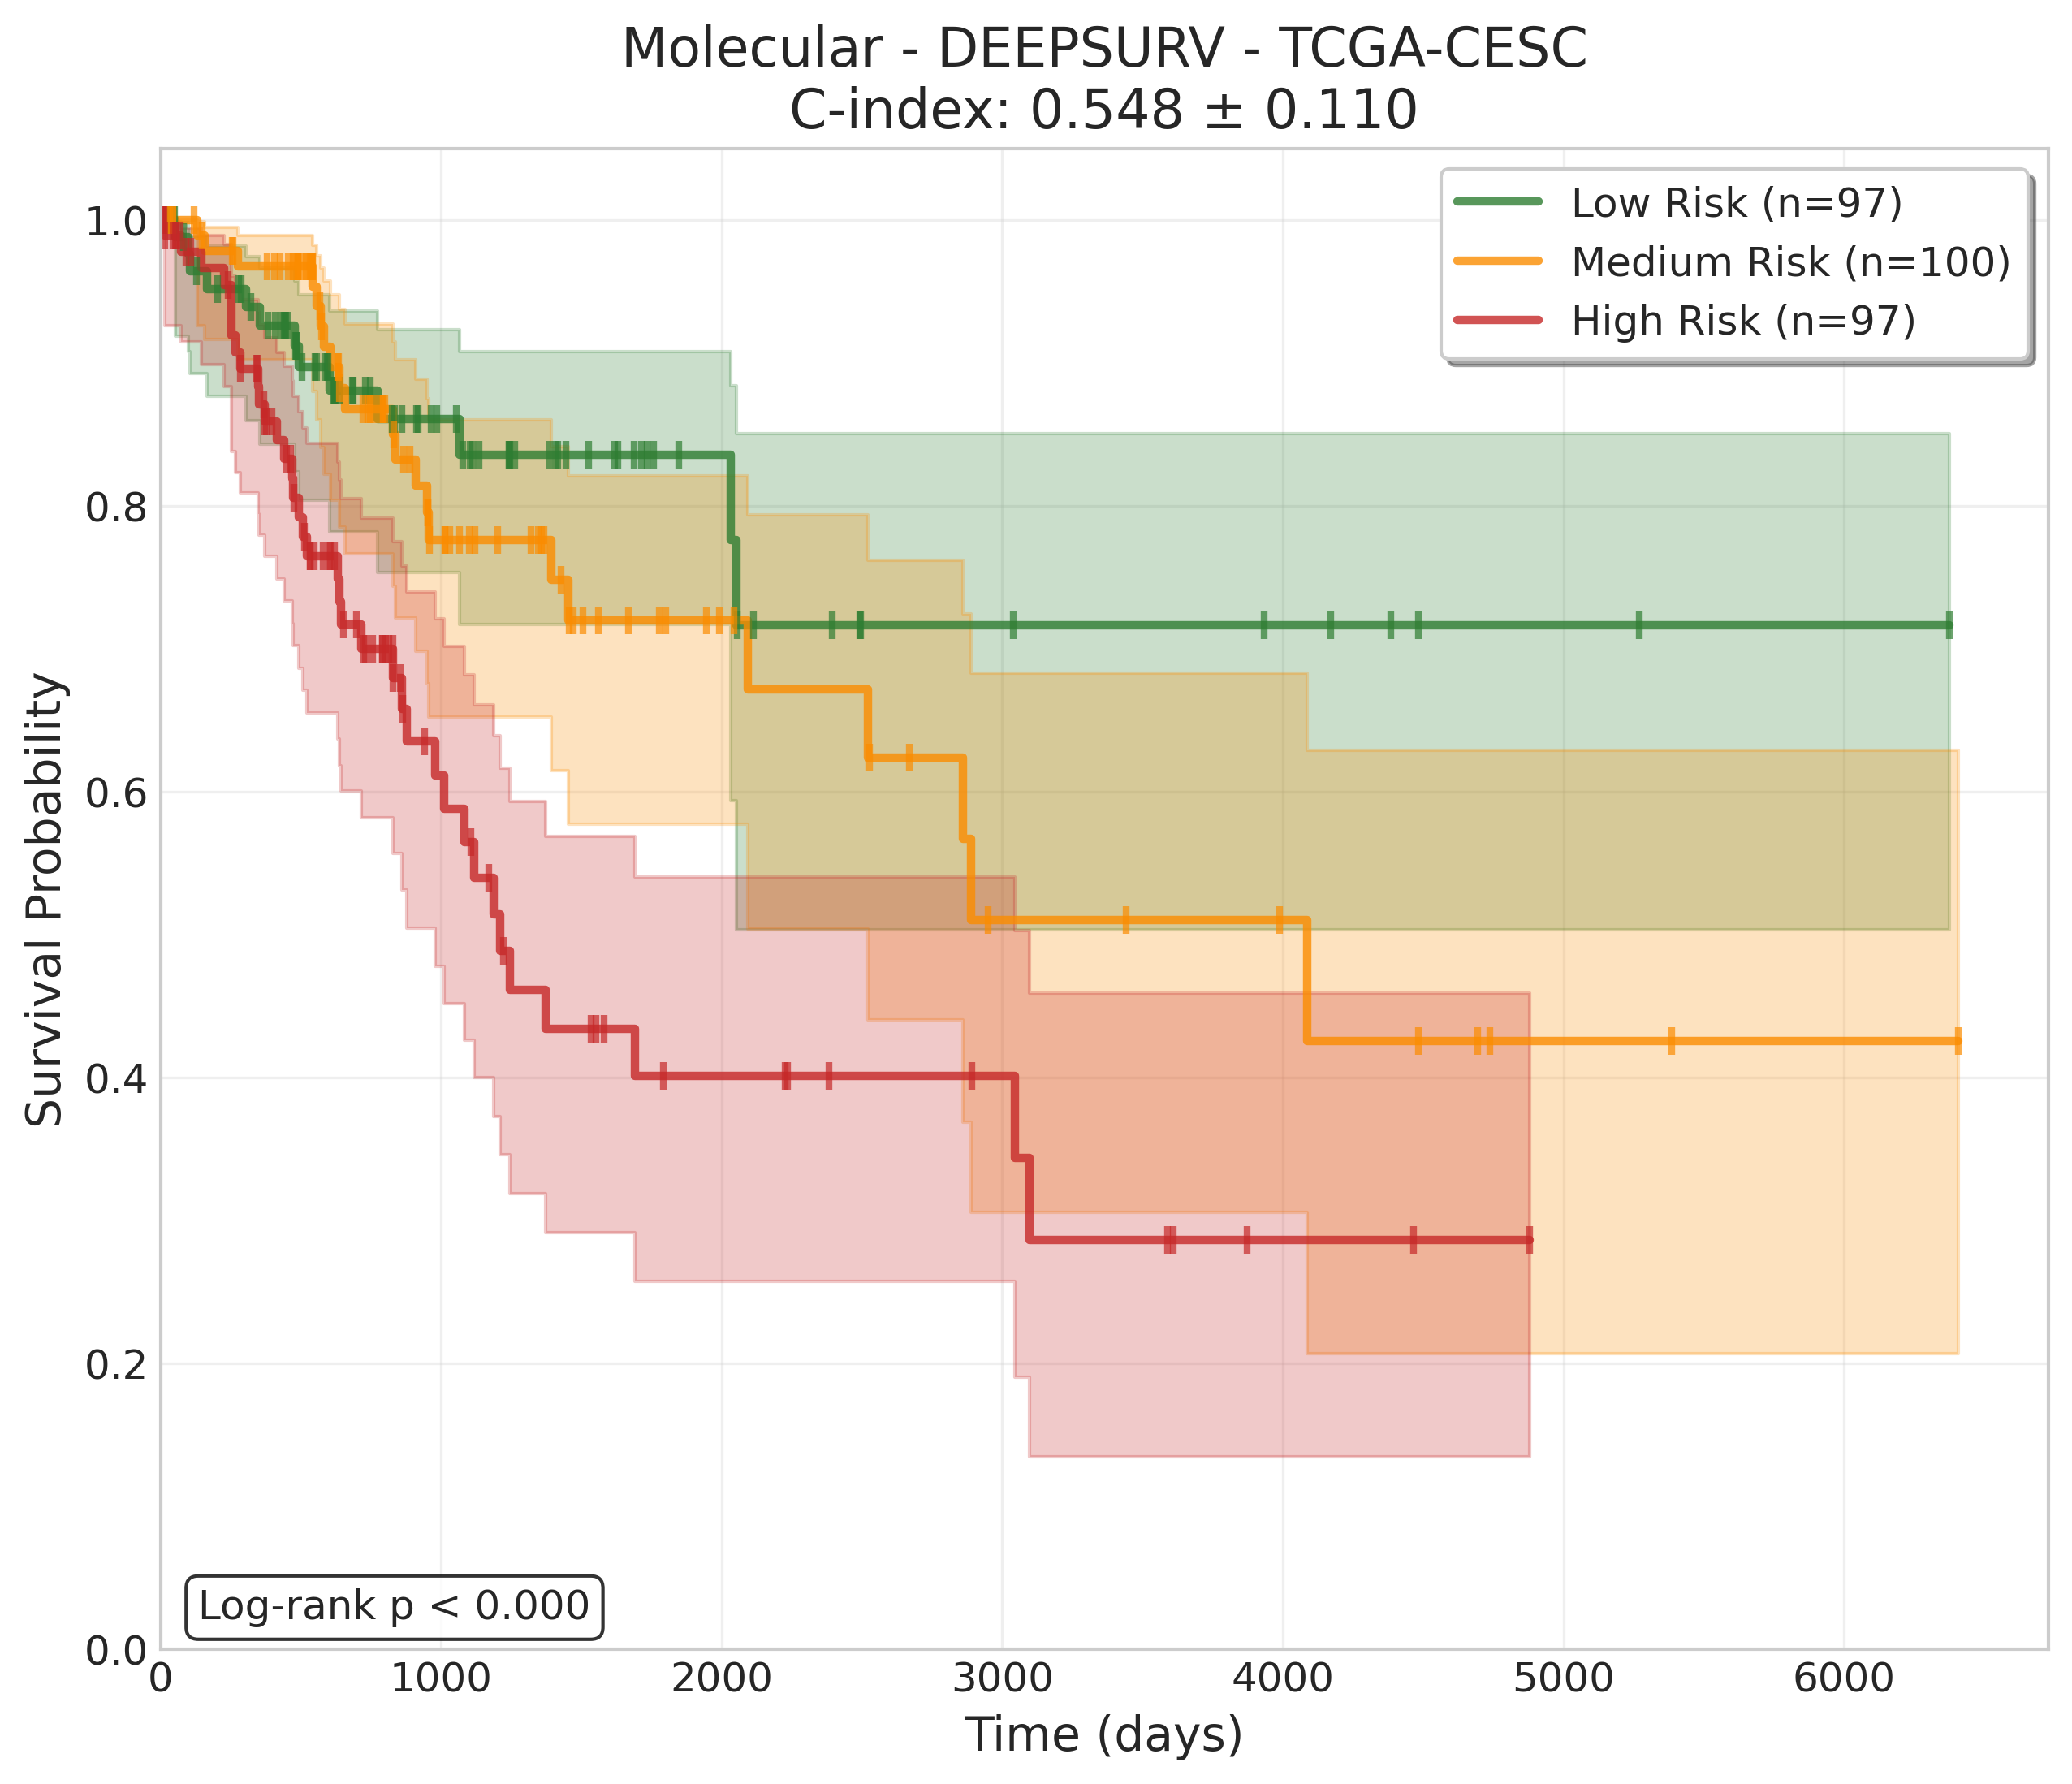 Molecular - DEEPSURV - TCGA-CESC
C-index: 0.548 ± 0.110
Low Risk (n=97)
Medium Risk (n=100)
High Risk (n=97)
Survival Probability
1.0
0.8
0.6
0.4
0.2
0.0
Log-rank p < 0.000
0 1000 2000 3000 4000 5000 6000
Time (days)